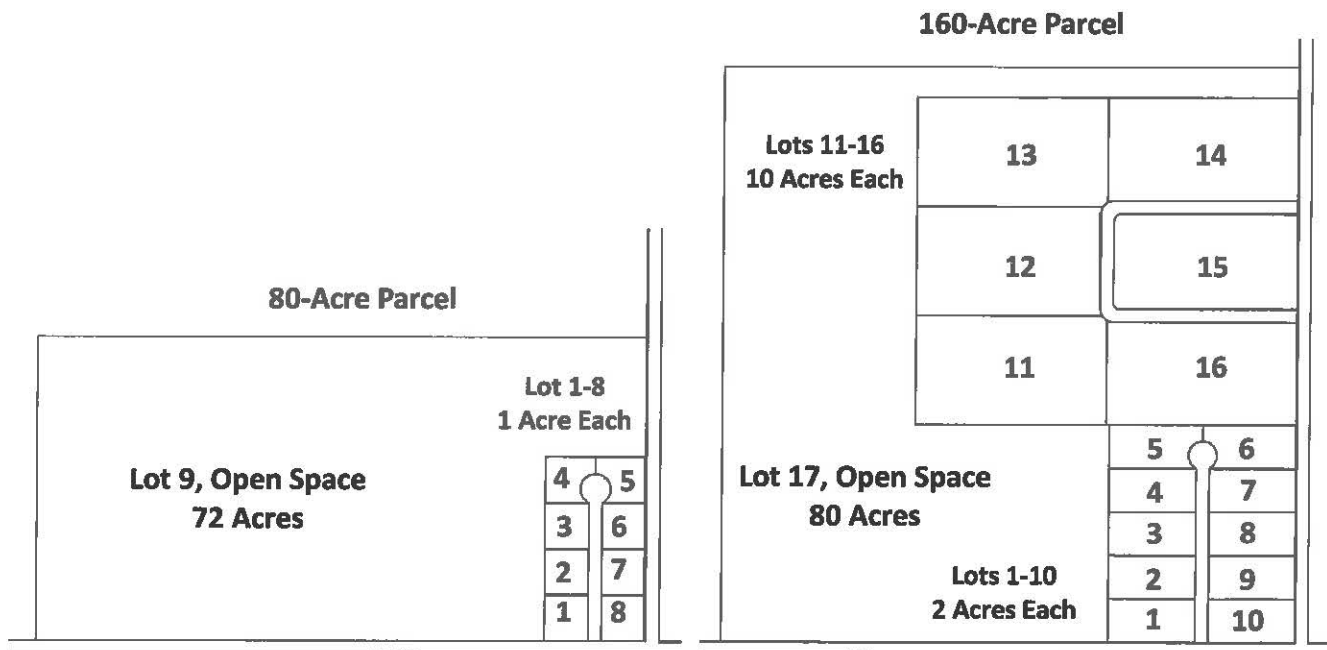 160-Acre Parcel
Lots 11-16
10 Acres Each
13
14
12
15
11
16
80-Acre Parcel
Lot 1-8
1 Acre Each
Lot 9, Open Space
72 Acres
4
5
3
6
2
7
1
8
Lot 17, Open Space
80 Acres
5
6
4
7
3
8
Lots 1-10
2 Acres Each
2
9
1
10